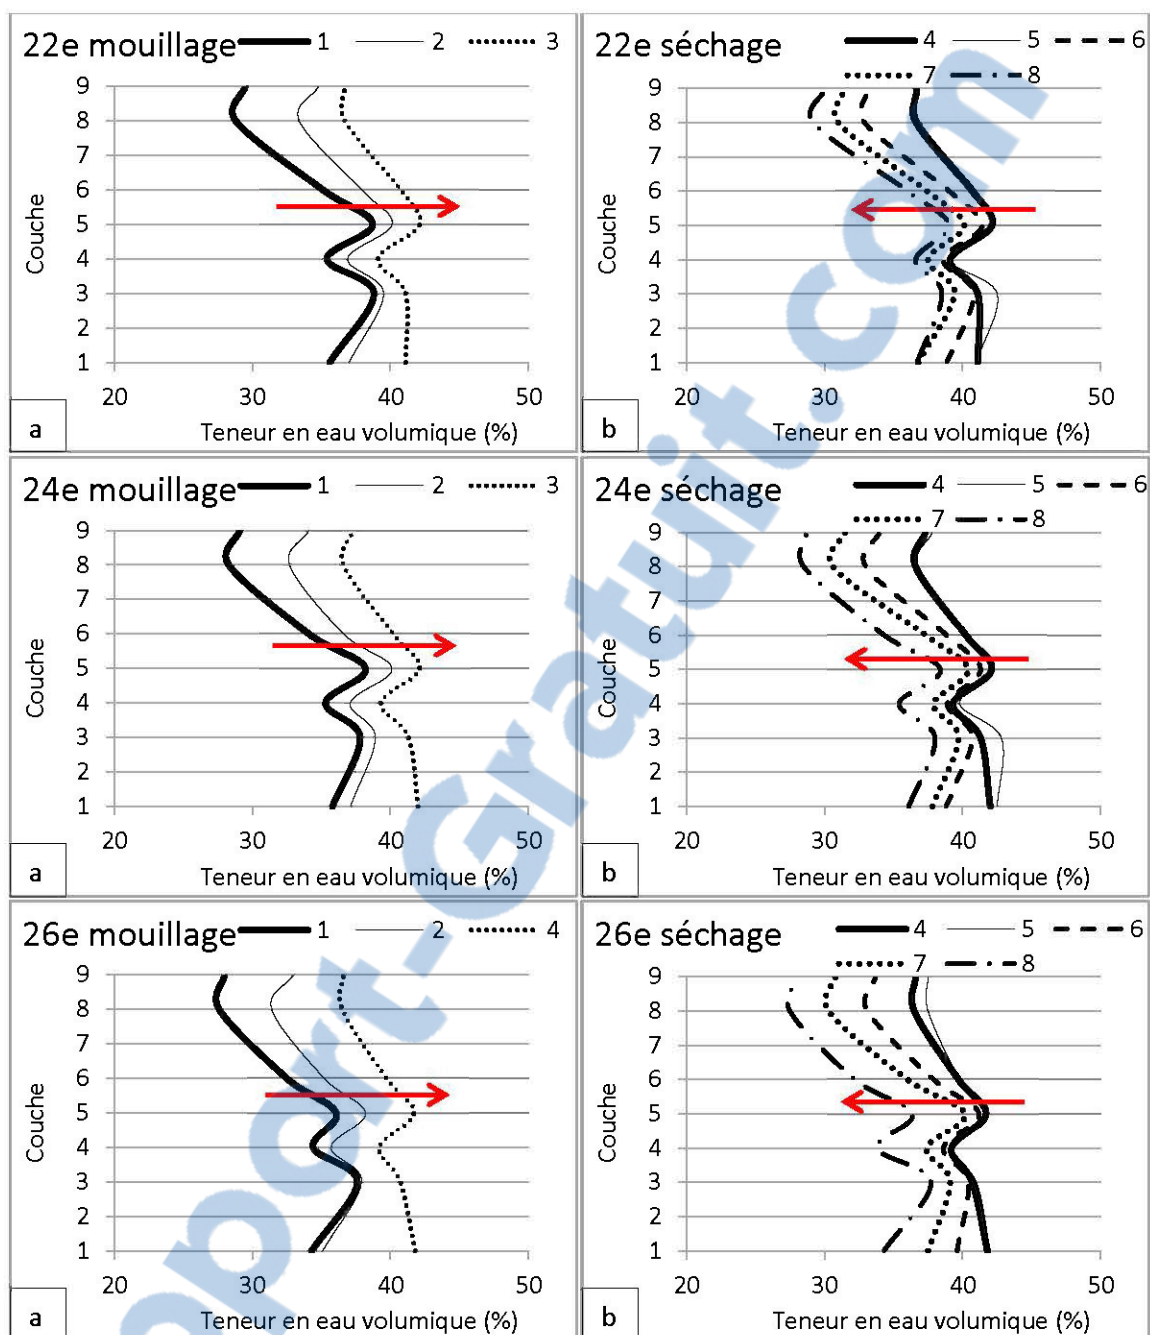 22e mouillage 1 2 3
9
8
7
6
5
4
3
2
1
Couche
20 30 40 50
Teneur en eau volumique (%)
a
22e séchage 4 5 6
7 8
9
8
7
6
5
4
3
2
1
Couche
20 30 40 50
Teneur en eau volumique (%)
b
24e mouillage 1 2 3
9
8
7
6
5
4
3
2
1
Couche
20 30 40 50
Teneur en eau volumique (%)
a
24e séchage 4 5 6
7 8
9
8
7
6
5
4
3
2
1
Couche
20 30 40 50
Teneur en eau volumique (%)
b
26e mouillage 1 2 4
9
8
7
6
5
4
3
2
1
Couche
20 30 40 50
Teneur en eau volumique (%)
a
26e séchage 4 5 6
7 8
9
8
7
6
5
4
3
2
1
Couche
20 30 40 50
Teneur en eau volumique (%)
b
pport-Gratuit.com